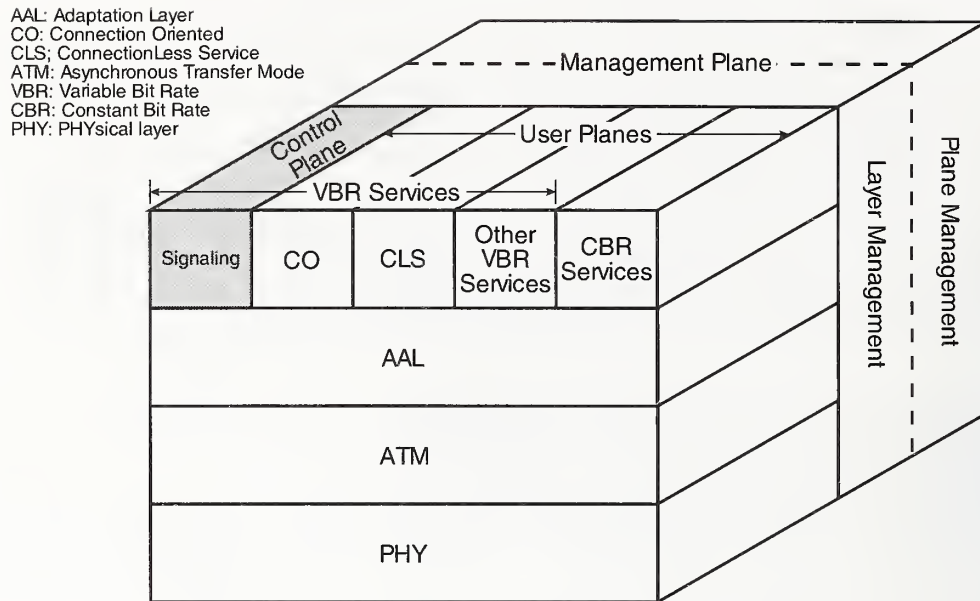 AAL: Adaptation Layer
CO: Connection Oriented
CLS; ConnectionLess Service
ATM: Asynchronous Transfer Mode
VBR: Variable Bit Rate
CBR: Constant Bit Rate
PHY: PHYsical layer
Management Plane
Control
Plane
User Planes
VBR Services
Signaling
CO
CLS
Other
VBR
Services
CBR
Services
AAL
ATM
PHY
Layer Management
Plane Management